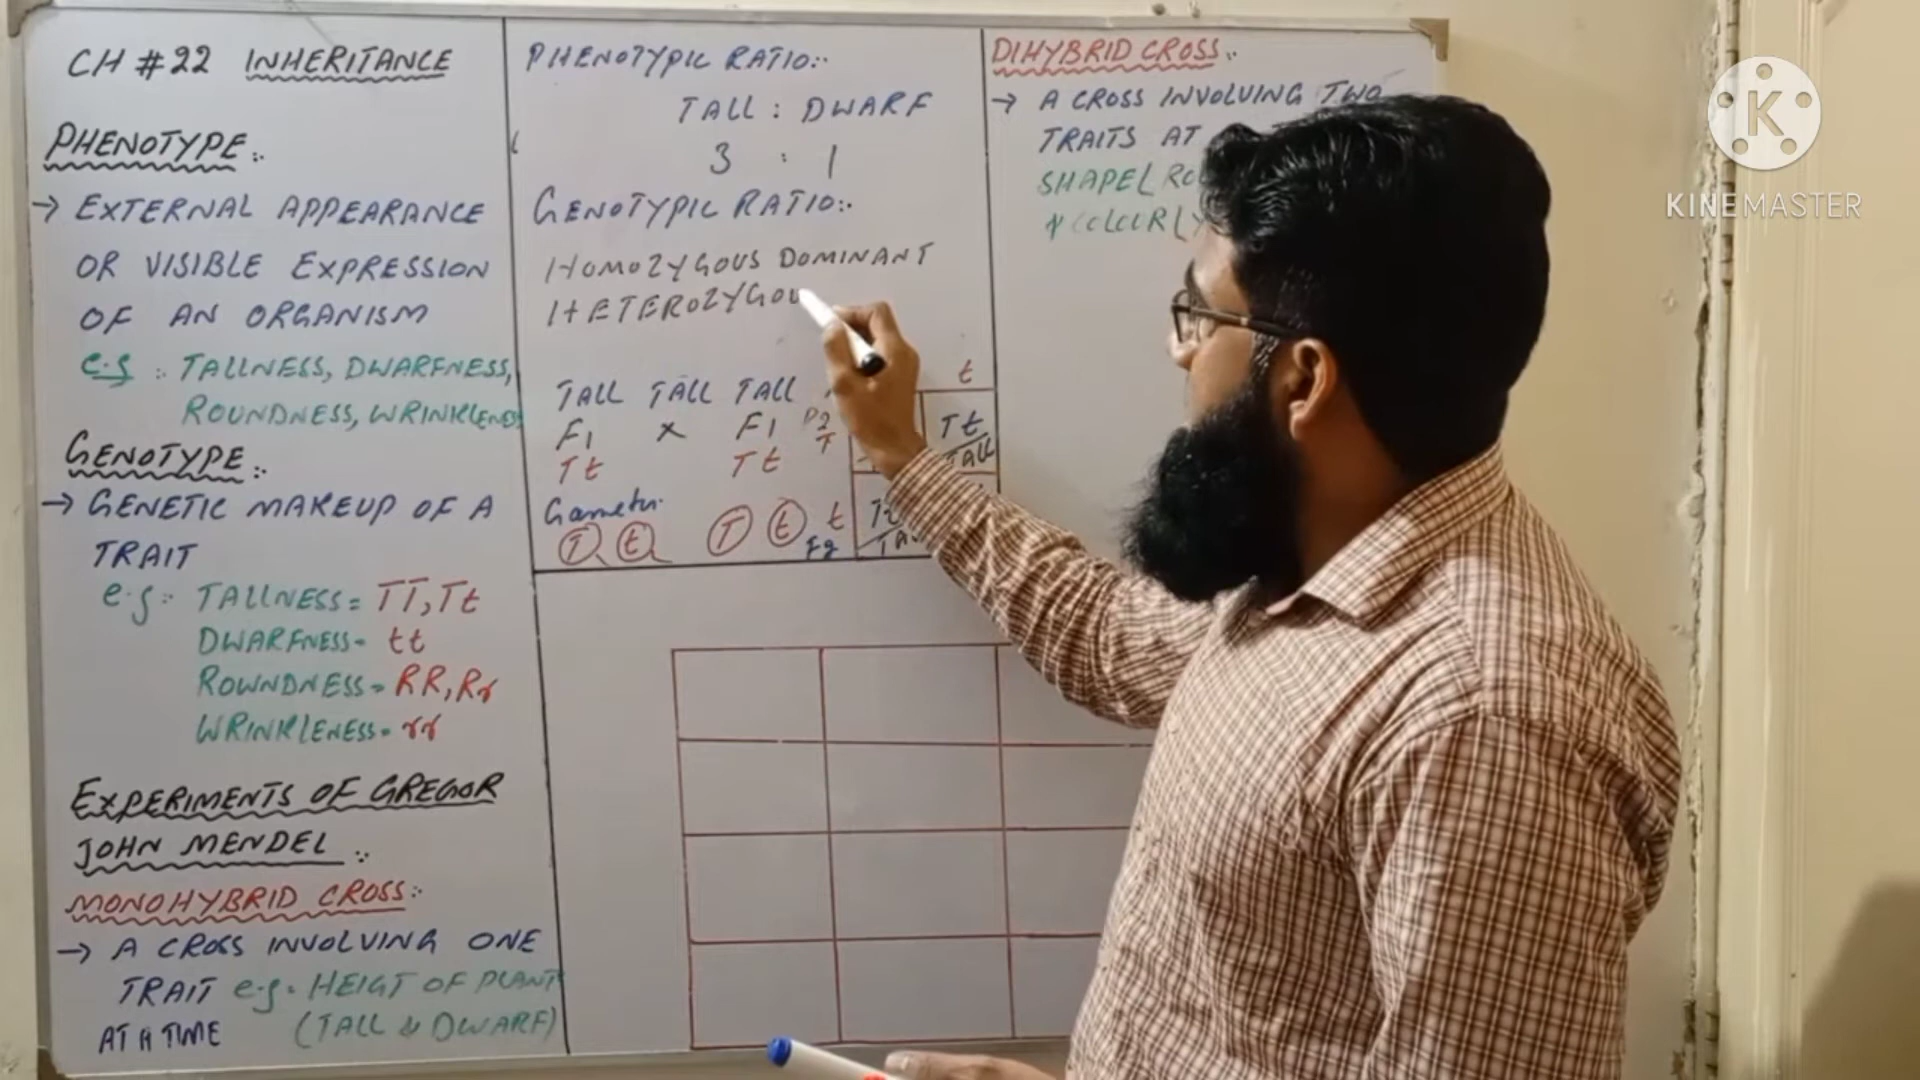 CH # 22 INHERITANCE
PHENOTYPE:-
→ EXTERNAL APPEARANCE
OR VISIBLE EXPRESSION
OF AN ORGANISM
e.g :- TALLNESS, DWARFNESS,
ROUNDNESS, WRINKLENESS
GENOTYPE:-
→ GENETIC MAKEUP OF A
TRAIT
e.g :- TALLNESS = TT, Tt
DWARFNESS = tt
ROWNDNESS = RR, Rr
WRINKLENESS = rr
EXPERIMENTS OF GREGOR
JOHN MENDEL :-
MONOHYBRID CROSS:-
→ A CROSS INVOLVING ONE
TRAIT e.g. HEIGT OF PLANT
AT A TIME (TALL & DWARF)
PHENOTYPIC RATIO:-
TALL : DWARF
3 : 1
GENOTYPIC RATIO:-
HOMOZYGOUS DOMINANT
HETEROZYGOU
t
TALL TALL TALL
F1 x F1 P2
Tt Tt T Tt
TALL
Gametes
T t T t t Tt
F2
DIHYBRID CROSS:-
→ A CROSS INVOLVING TWO
TRAITS AT
SHAPE(RO
& COLOUR(Y
K
KINEMASTER